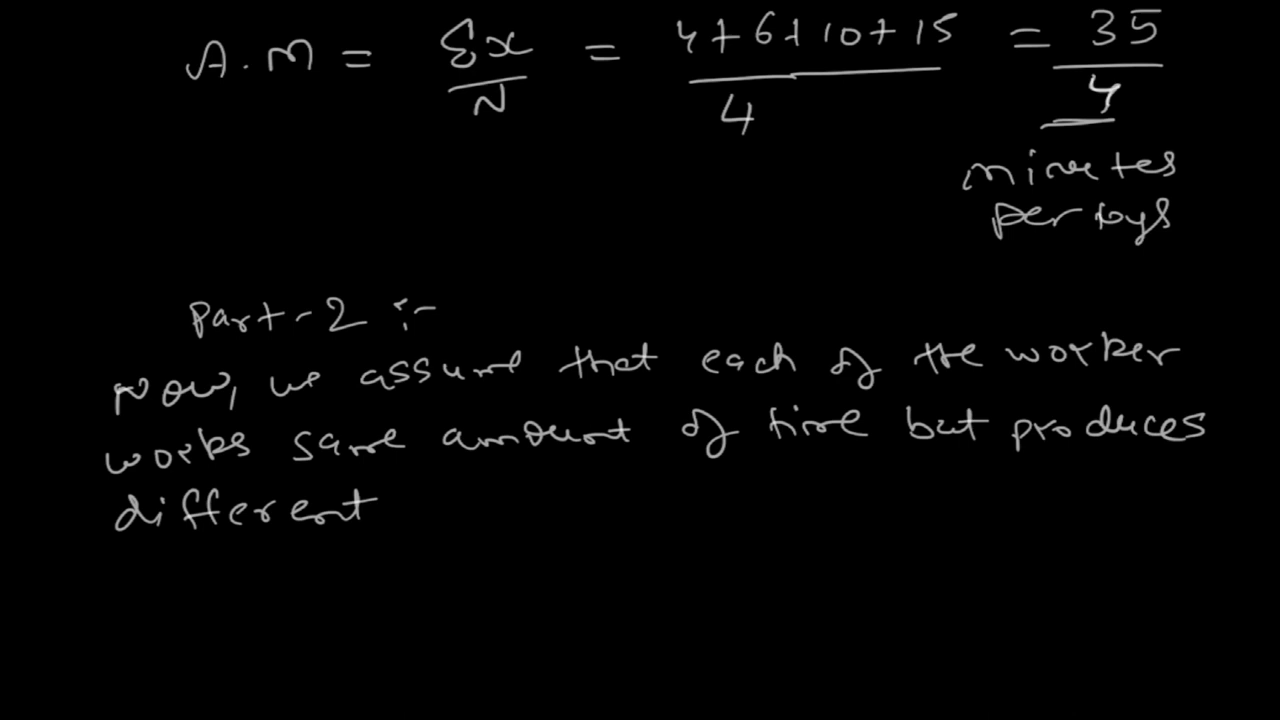 A.M = Σx/N = 4+6+10+15/4 = 35/4
minutes
per toys
Part-2 :-
Now, we assume that each of the worker
works same amount of time but produces
different